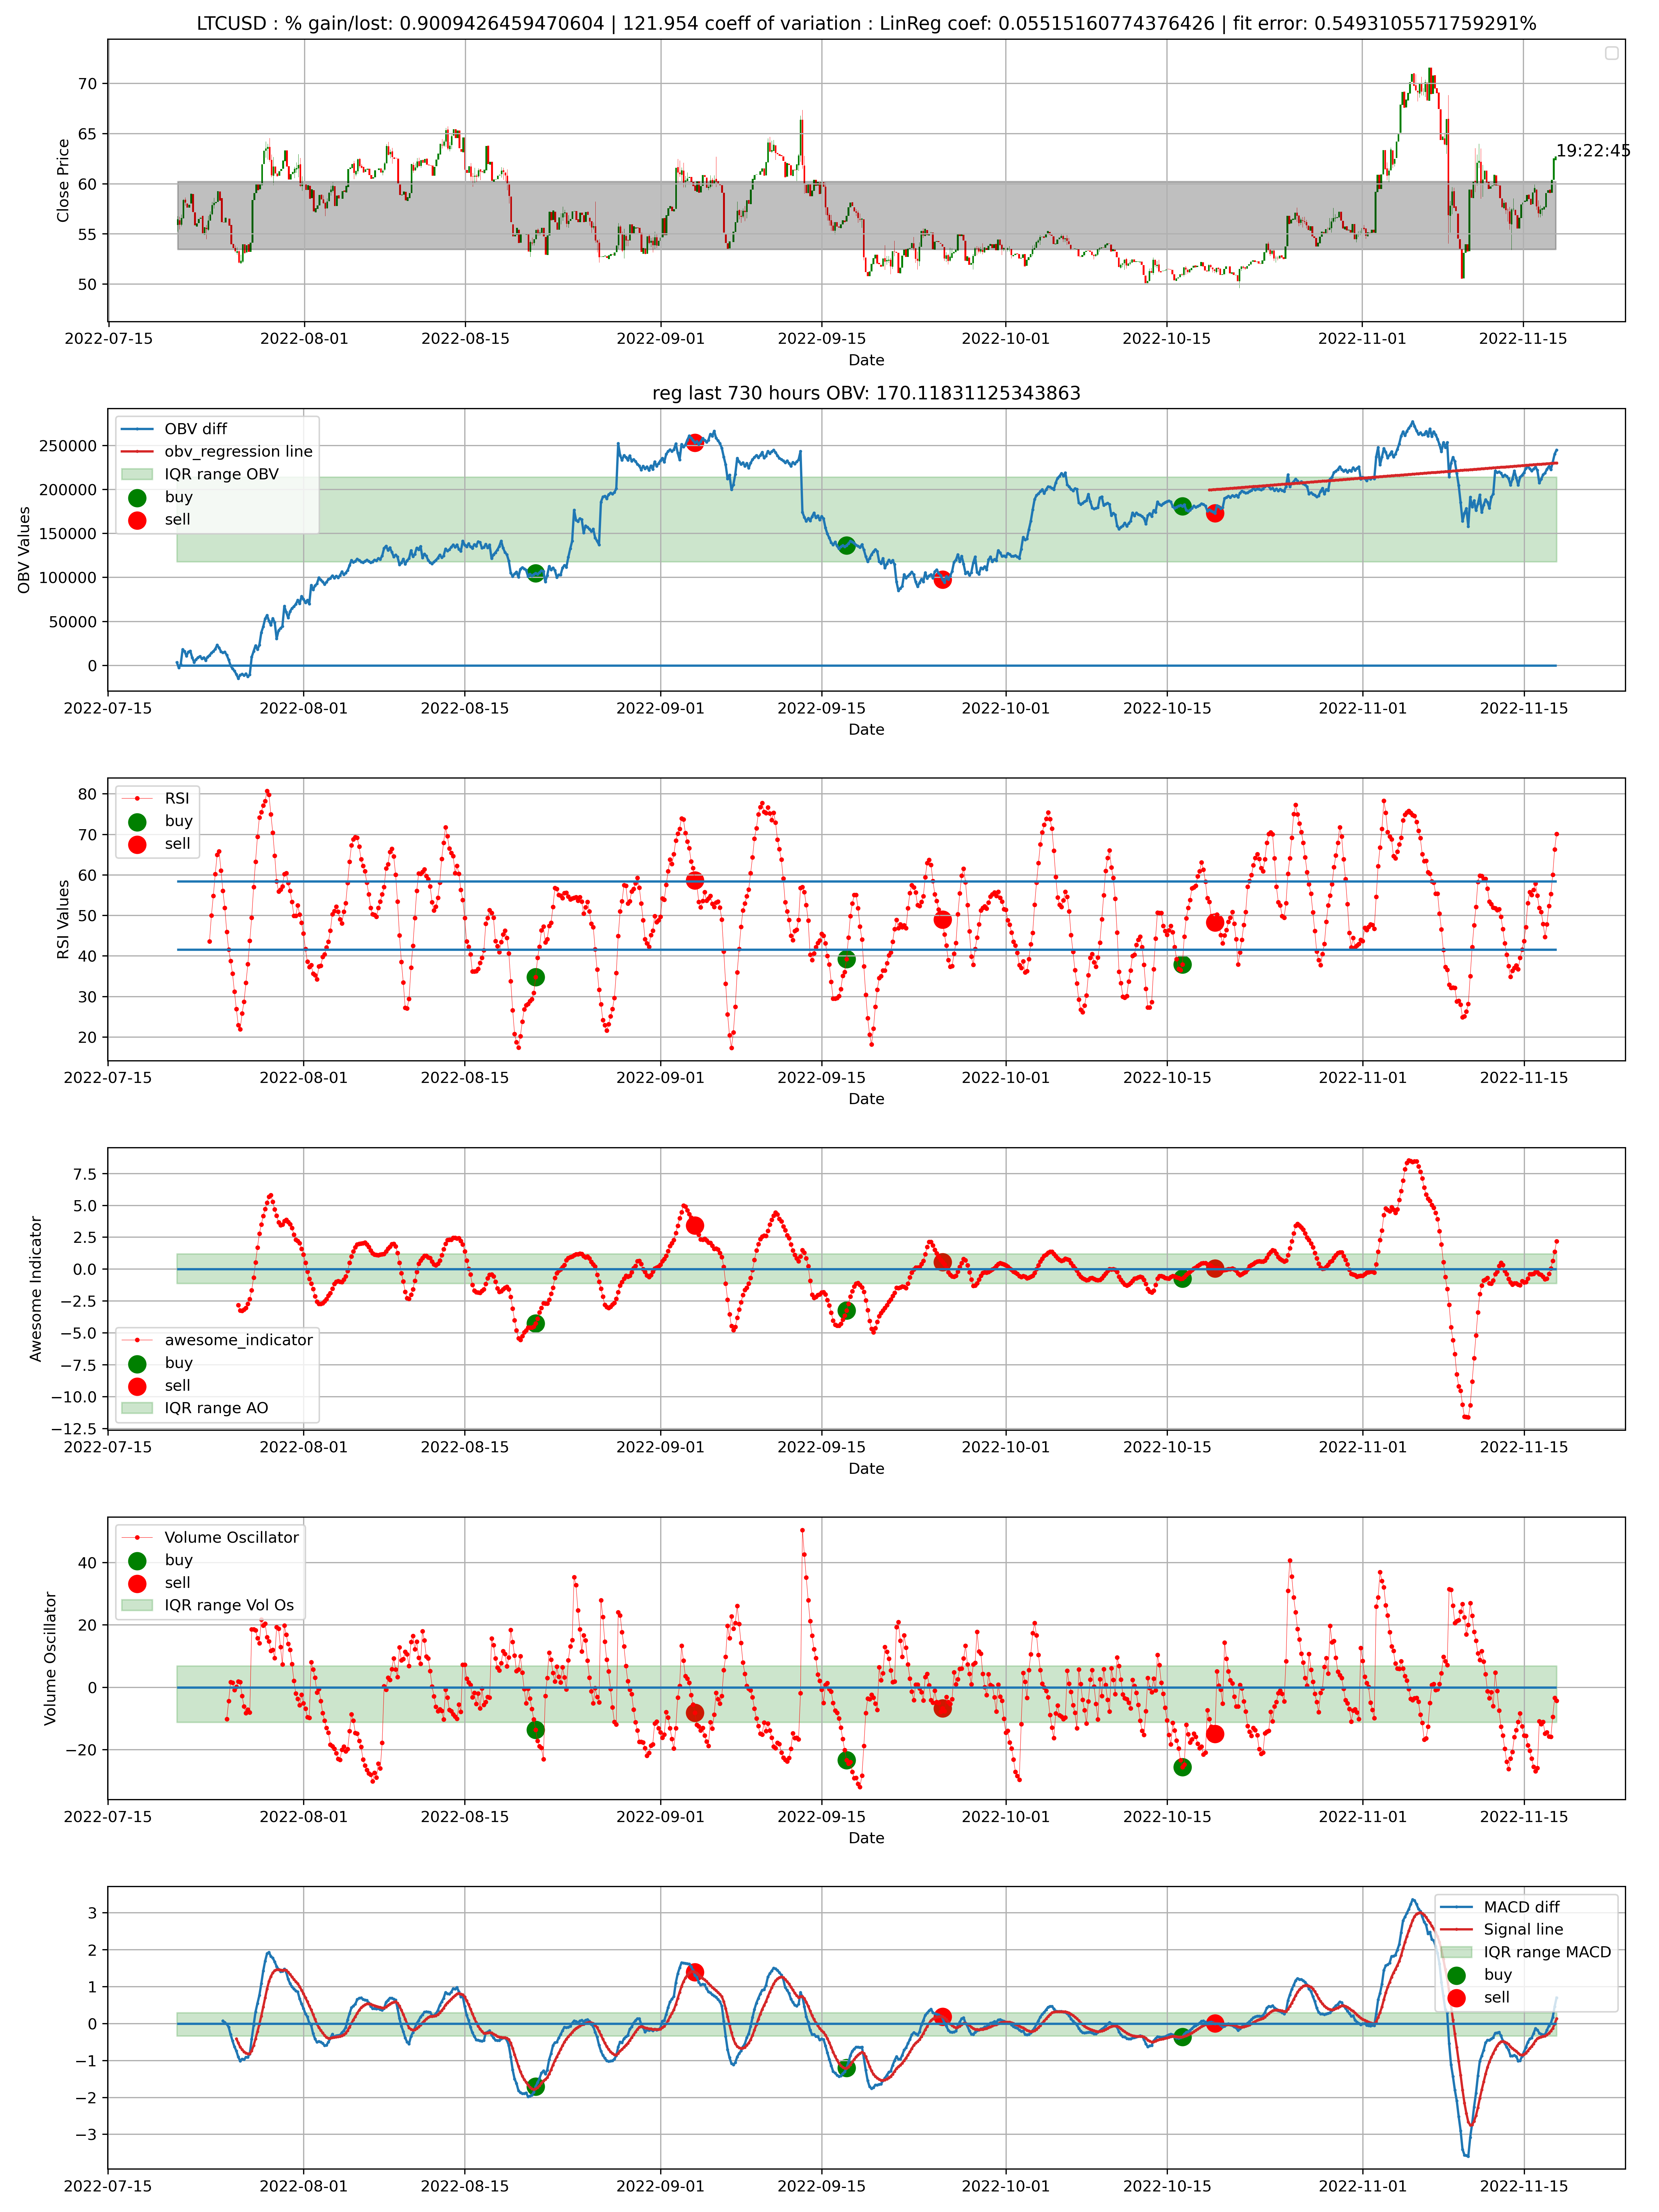 LTCUSD : % gain/lost: 0.9009426459470604 | 121.954 coeff of variation : LinReg coef: 0.05515160774376426 | fit error: 0.5493105571759291%
70
65
60
55
50
Close Price
19:22:45
2022-07-15 2022-08-01 2022-08-15 2022-09-01 2022-09-15 2022-10-01 2022-10-15 2022-11-01 2022-11-15
Date
reg last 730 hours OBV: 170.11831125343863
OBV diff
obv_regression line
IQR range OBV
buy
sell
250000
200000
150000
100000
50000
0
OBV Values
2022-07-15 2022-08-01 2022-08-15 2022-09-01 2022-09-15 2022-10-01 2022-10-15 2022-11-01 2022-11-15
Date
RSI
buy
sell
80
70
60
50
40
30
20
RSI Values
2022-07-15 2022-08-01 2022-08-15 2022-09-01 2022-09-15 2022-10-01 2022-10-15 2022-11-01 2022-11-15
Date
7.5
5.0
2.5
0.0
−2.5
−5.0
−7.5
−10.0
−12.5
Awesome Indicator
awesome_indicator
buy
sell
IQR range AO
2022-07-15 2022-08-01 2022-08-15 2022-09-01 2022-09-15 2022-10-01 2022-10-15 2022-11-01 2022-11-15
Date
Volume Oscillator
buy
sell
IQR range Vol Os
40
20
0
−20
Volume Oscillator
2022-07-15 2022-08-01 2022-08-15 2022-09-01 2022-09-15 2022-10-01 2022-10-15 2022-11-01 2022-11-15
Date
MACD diff
Signal line
IQR range MACD
buy
sell
3
2
1
0
−1
−2
−3
2022-07-15 2022-08-01 2022-08-15 2022-09-01 2022-09-15 2022-10-01 2022-10-15 2022-11-01 2022-11-15